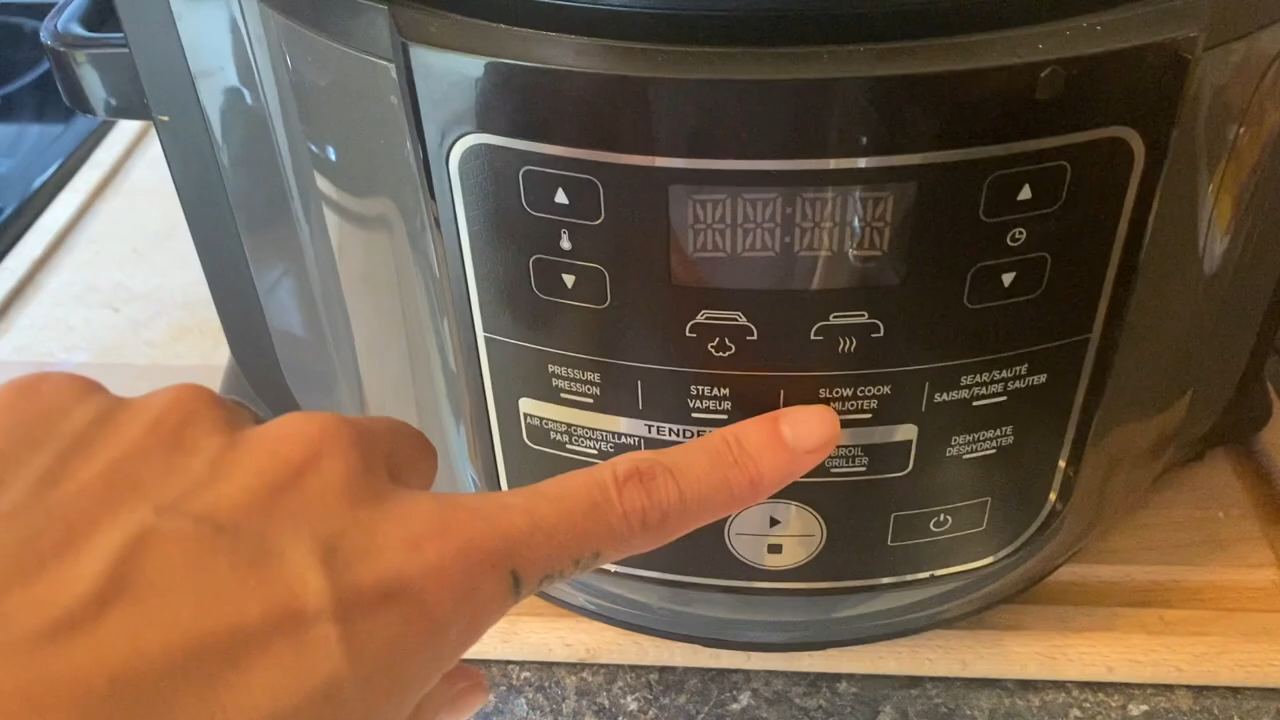 PRESSURE
PRESSION
STEAM
VAPEUR
SLOW COOK
MIJOTER
SEAR/SAUTÉ
SAISIR/FAIRE SAUTER
AIR CRISP•CROUSTILLANT
PAR CONVEC
BROIL
GRILLER
DEHYDRATE
DÉSHYDRATER